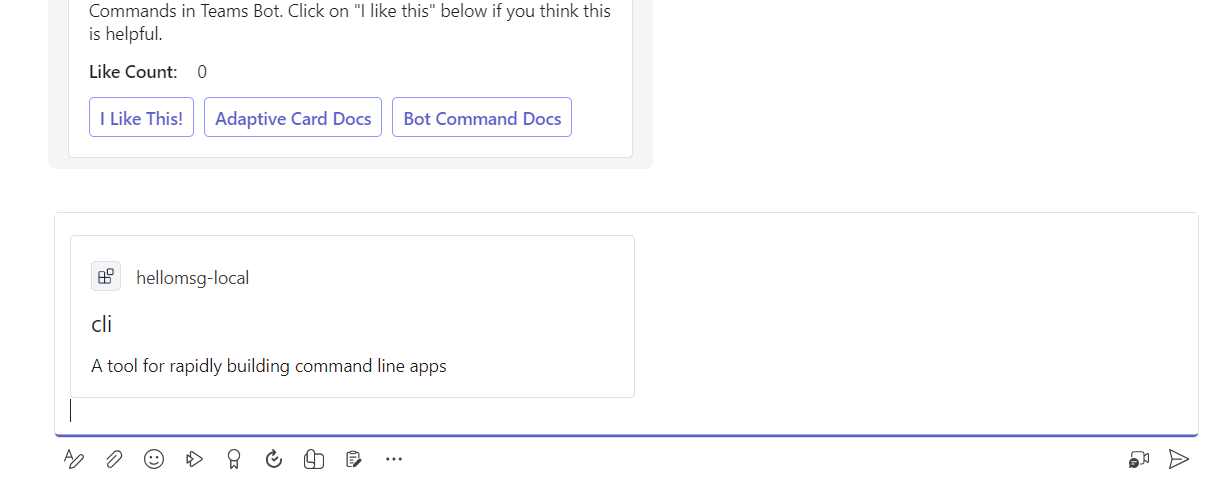 Commands in Teams Bot. Click on "I like this" below if you think this
is helpful.
Like Count: 0
I Like This! Adaptive Card Docs Bot Command Docs
hellomsg-local
cli
A tool for rapidly building command line apps